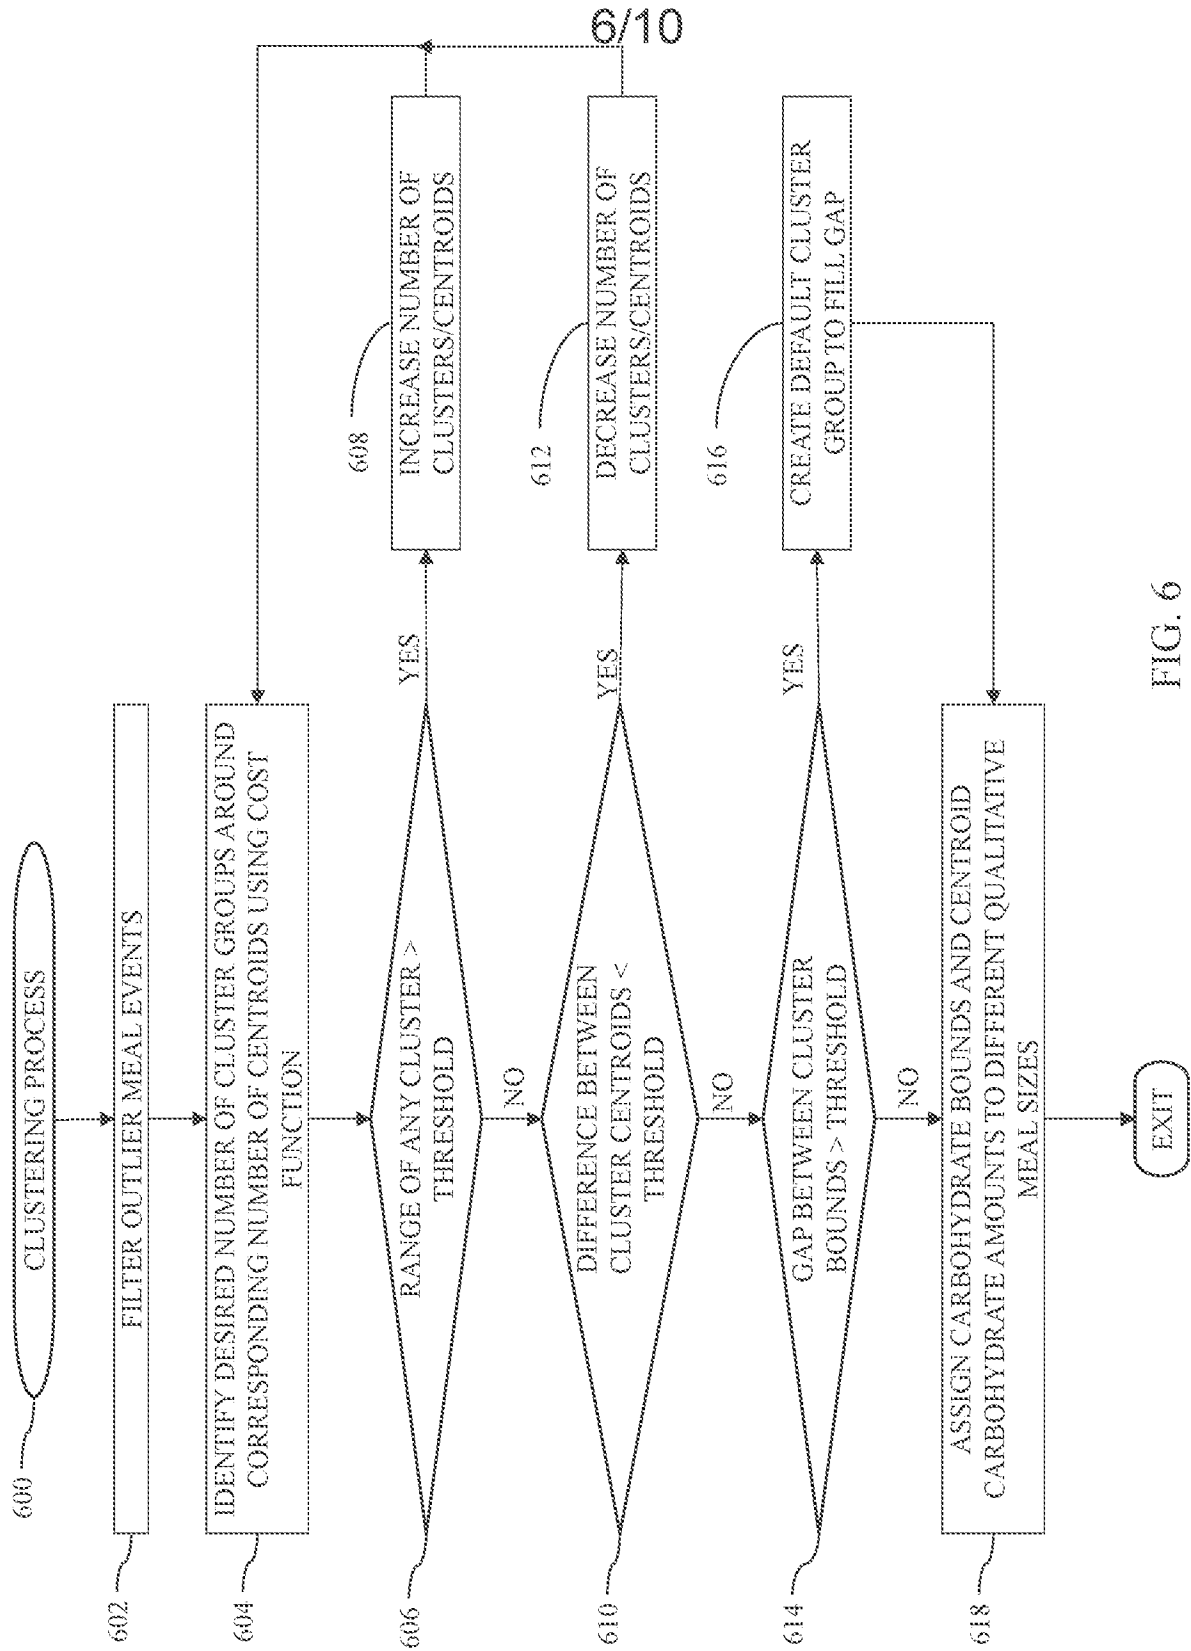 6/10
600
CLUSTERING PROCESS
602
FILTER OUTLIER MEAL EVENTS
604
IDENTIFY DESIRED NUMBER OF CLUSTER GROUPS AROUND
CORRESPONDING NUMBER OF CENTROIDS USING COST
FUNCTION
606
RANGE OF ANY CLUSTER >
THRESHOLD
YES
608
INCREASE NUMBER OF
CLUSTERS/CENTROIDS
NO
610
DIFFERENCE BETWEEN
CLUSTER CENTROIDS <
THRESHOLD
YES
612
DECREASE NUMBER OF
CLUSTERS/CENTROIDS
NO
614
GAP BETWEEN CLUSTER
BOUNDS > THRESHOLD
YES
616
CREATE DEFAULT CLUSTER
GROUP TO FILL GAP
NO
618
ASSIGN CARBOHYDRATE BOUNDS AND CENTROID
CARBOHYDRATE AMOUNTS TO DIFFERENT QUALITATIVE
MEAL SIZES
EXIT
FIG. 6